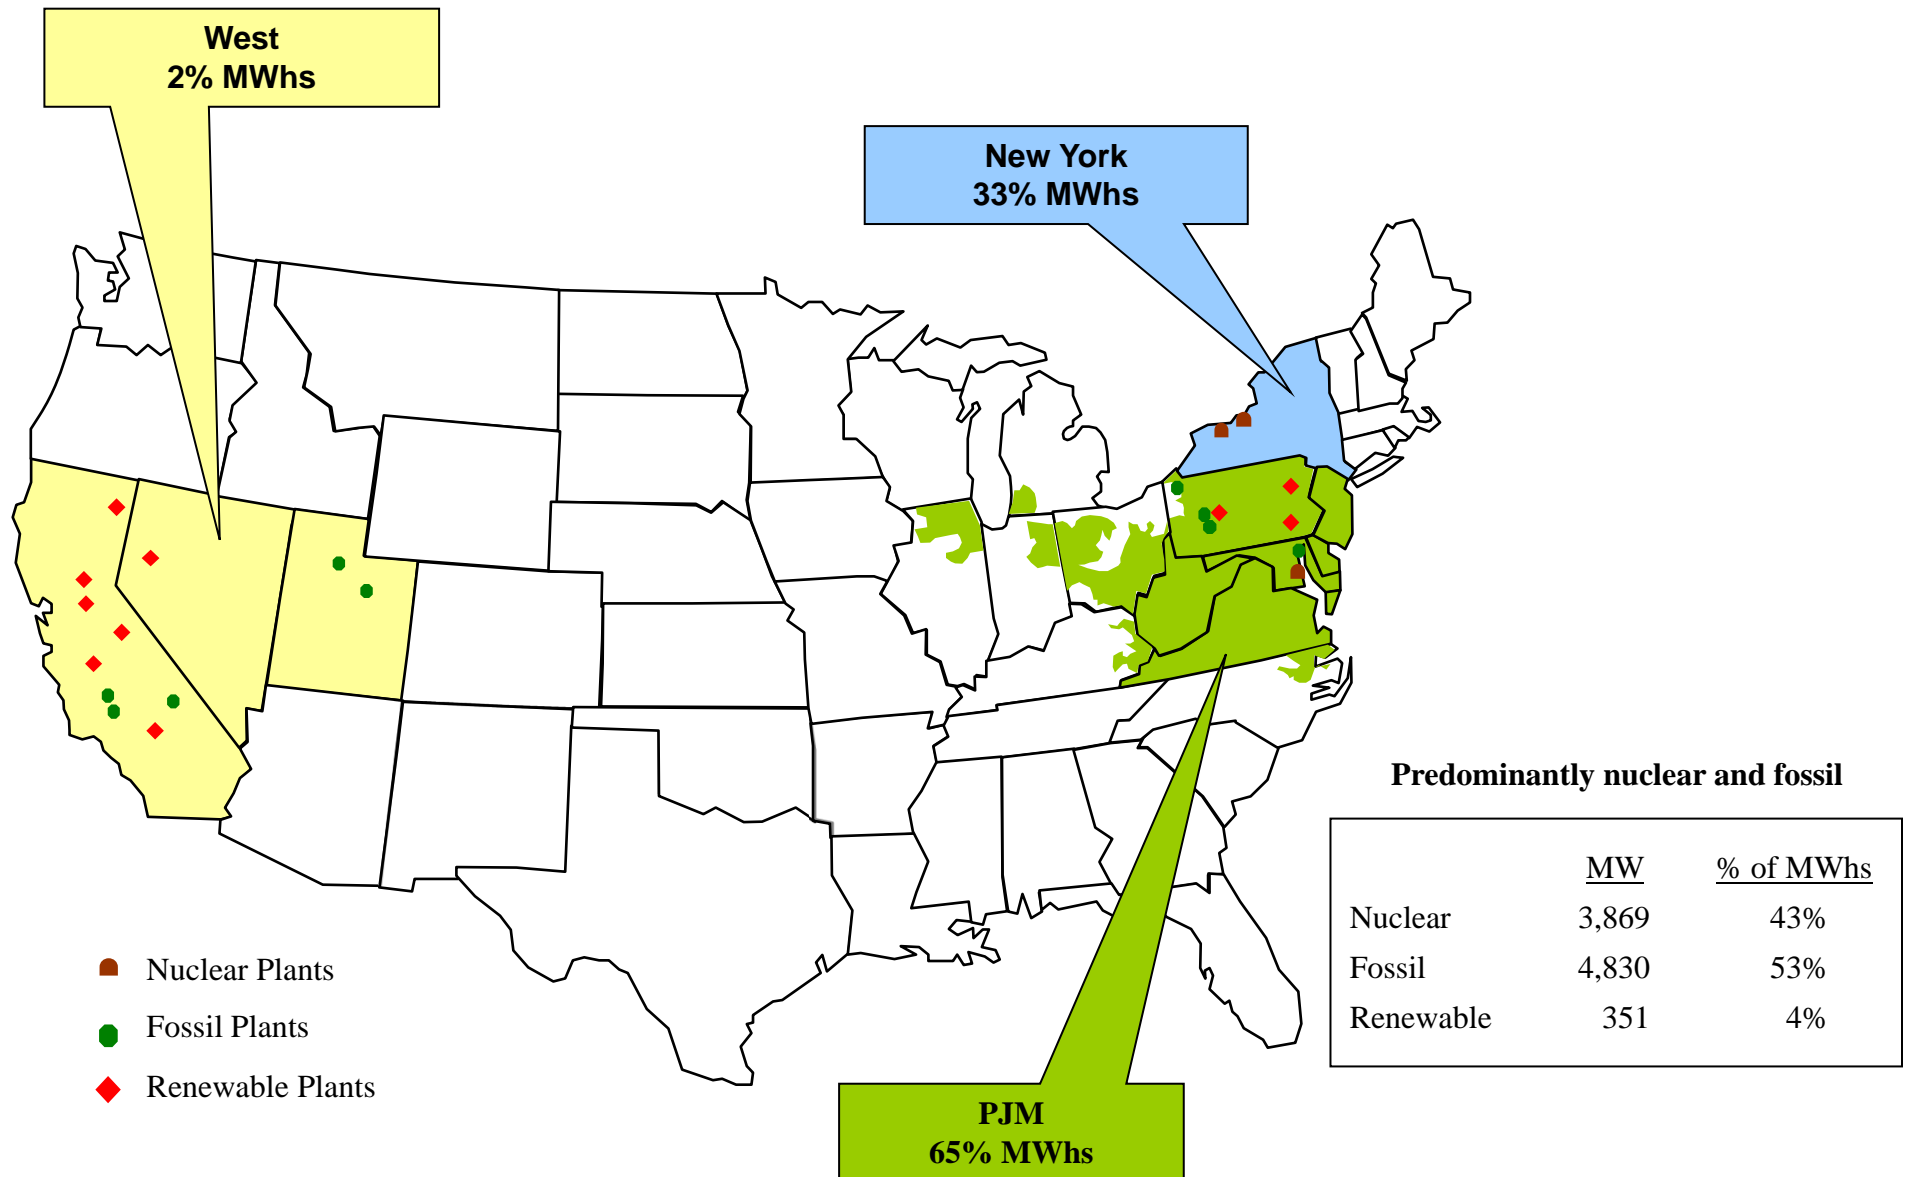 West
2% MWhs
New York
33% MWhs
Predominantly nuclear and fossil
MW % of MWhs
Nuclear 3,869 43%
Fossil 4,830 53%
Renewable 351 4%
Nuclear Plants
Fossil Plants
Renewable Plants
PJM
65% MWhs